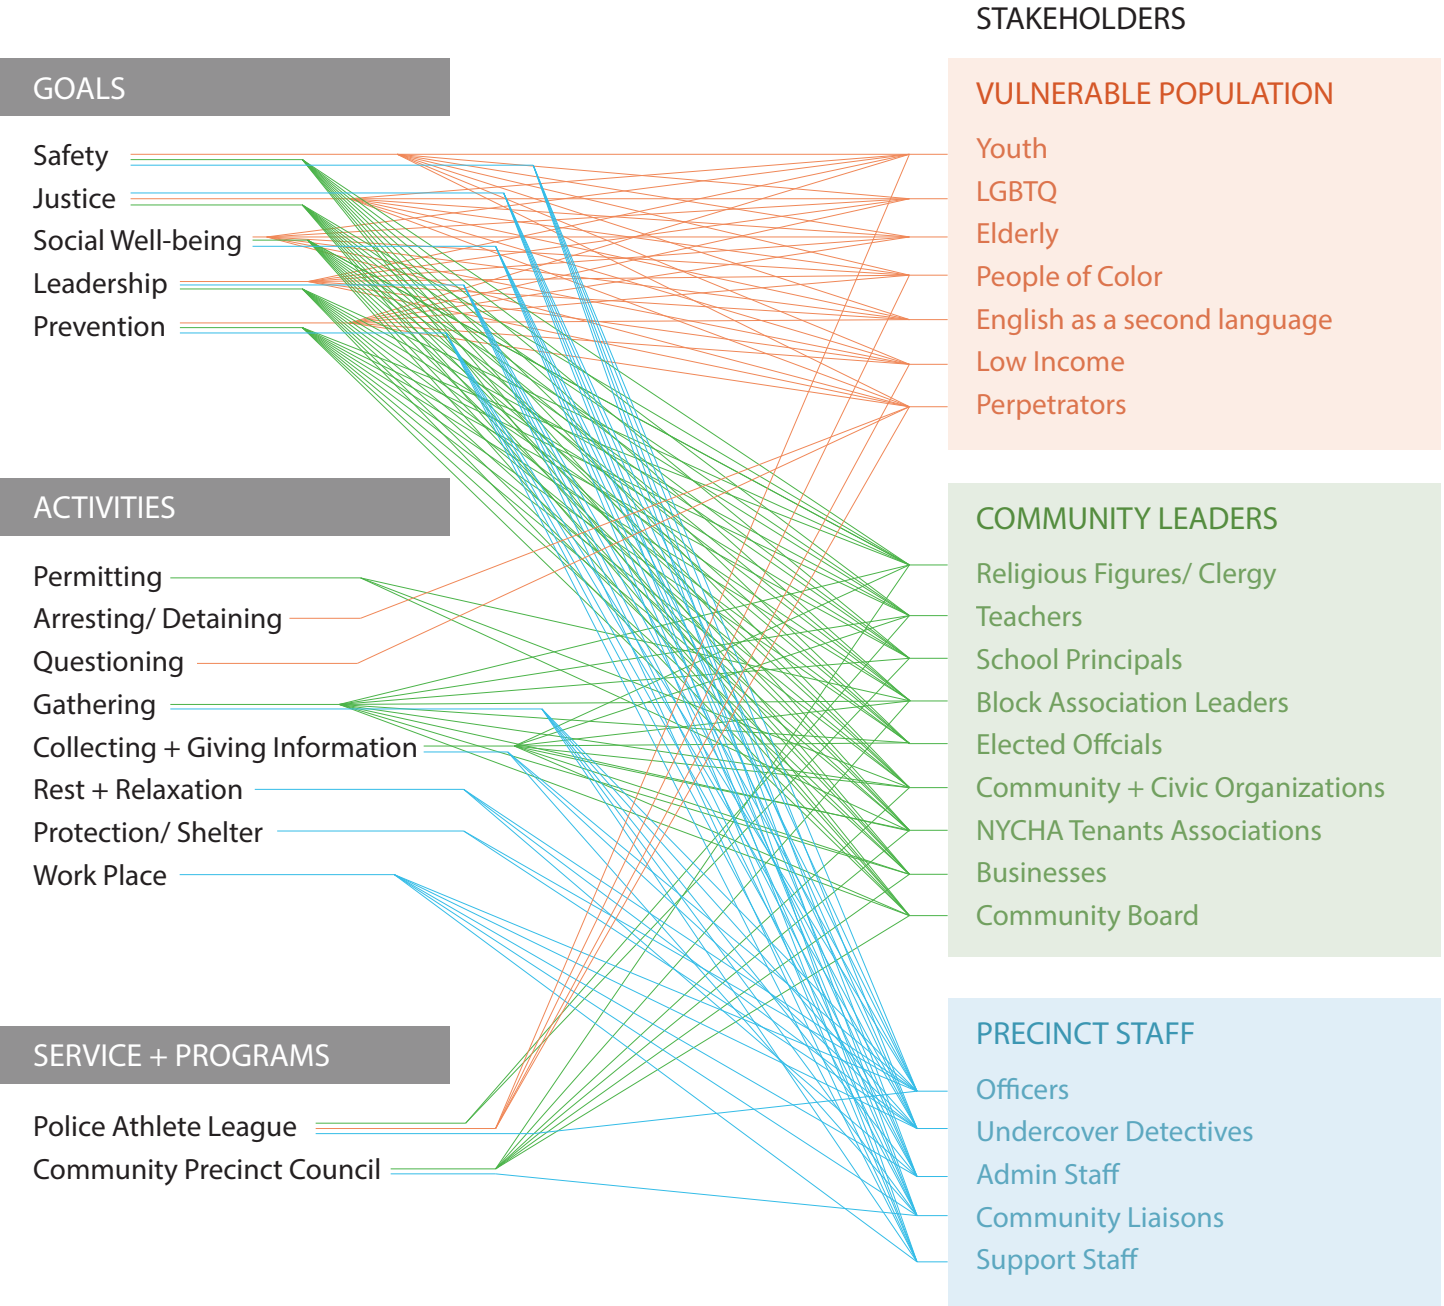 STAKEHOLDERS
GOALS
Safety
Justice
Social Well-being
Leadership
Prevention
ACTIVITIES
Permitting
Arresting/ Detaining
Questioning
Gathering
Collecting + Giving Information
Rest + Relaxation
Protection/ Shelter
Work Place
SERVICE + PROGRAMS
Police Athlete League
Community Precinct Council
VULNERABLE POPULATION
Youth
LGBTQ
Elderly
People of Color
English as a second language
Low Income
Perpetrators
COMMUNITY LEADERS
Religious Figures/ Clergy
Teachers
School Principals
Block Association Leaders
Elected Offcials
Community + Civic Organizations
NYCHA Tenants Associations
Businesses
Community Board
PRECINCT STAFF
Officers
Undercover Detectives
Admin Staff
Community Liaisons
Support Staff